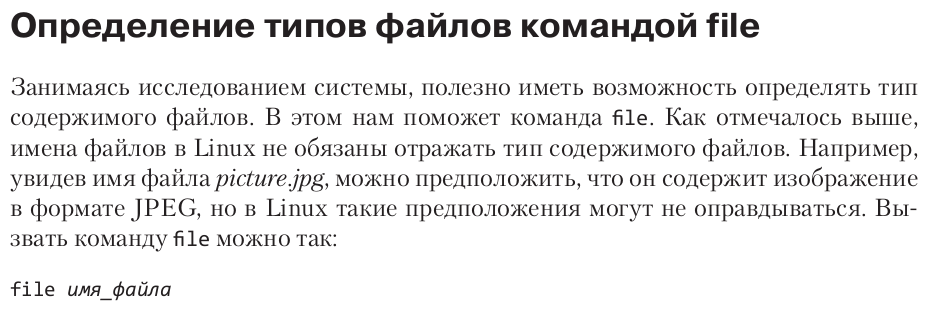 Определение типов файлов командой file
Занимаясь исследованием системы, полезно иметь возможность определять тип
содержимого файлов. В этом нам поможет команда file. Как отмечалось выше,
имена файлов в Linux не обязаны отражать тип содержимого файлов. Например,
увидев имя файла picture.jpg, можно предположить, что он содержит изображение
в формате JPEG, но в Linux такие предположения могут не оправдываться. Вы-
звать команду file можно так:
file имя_файла